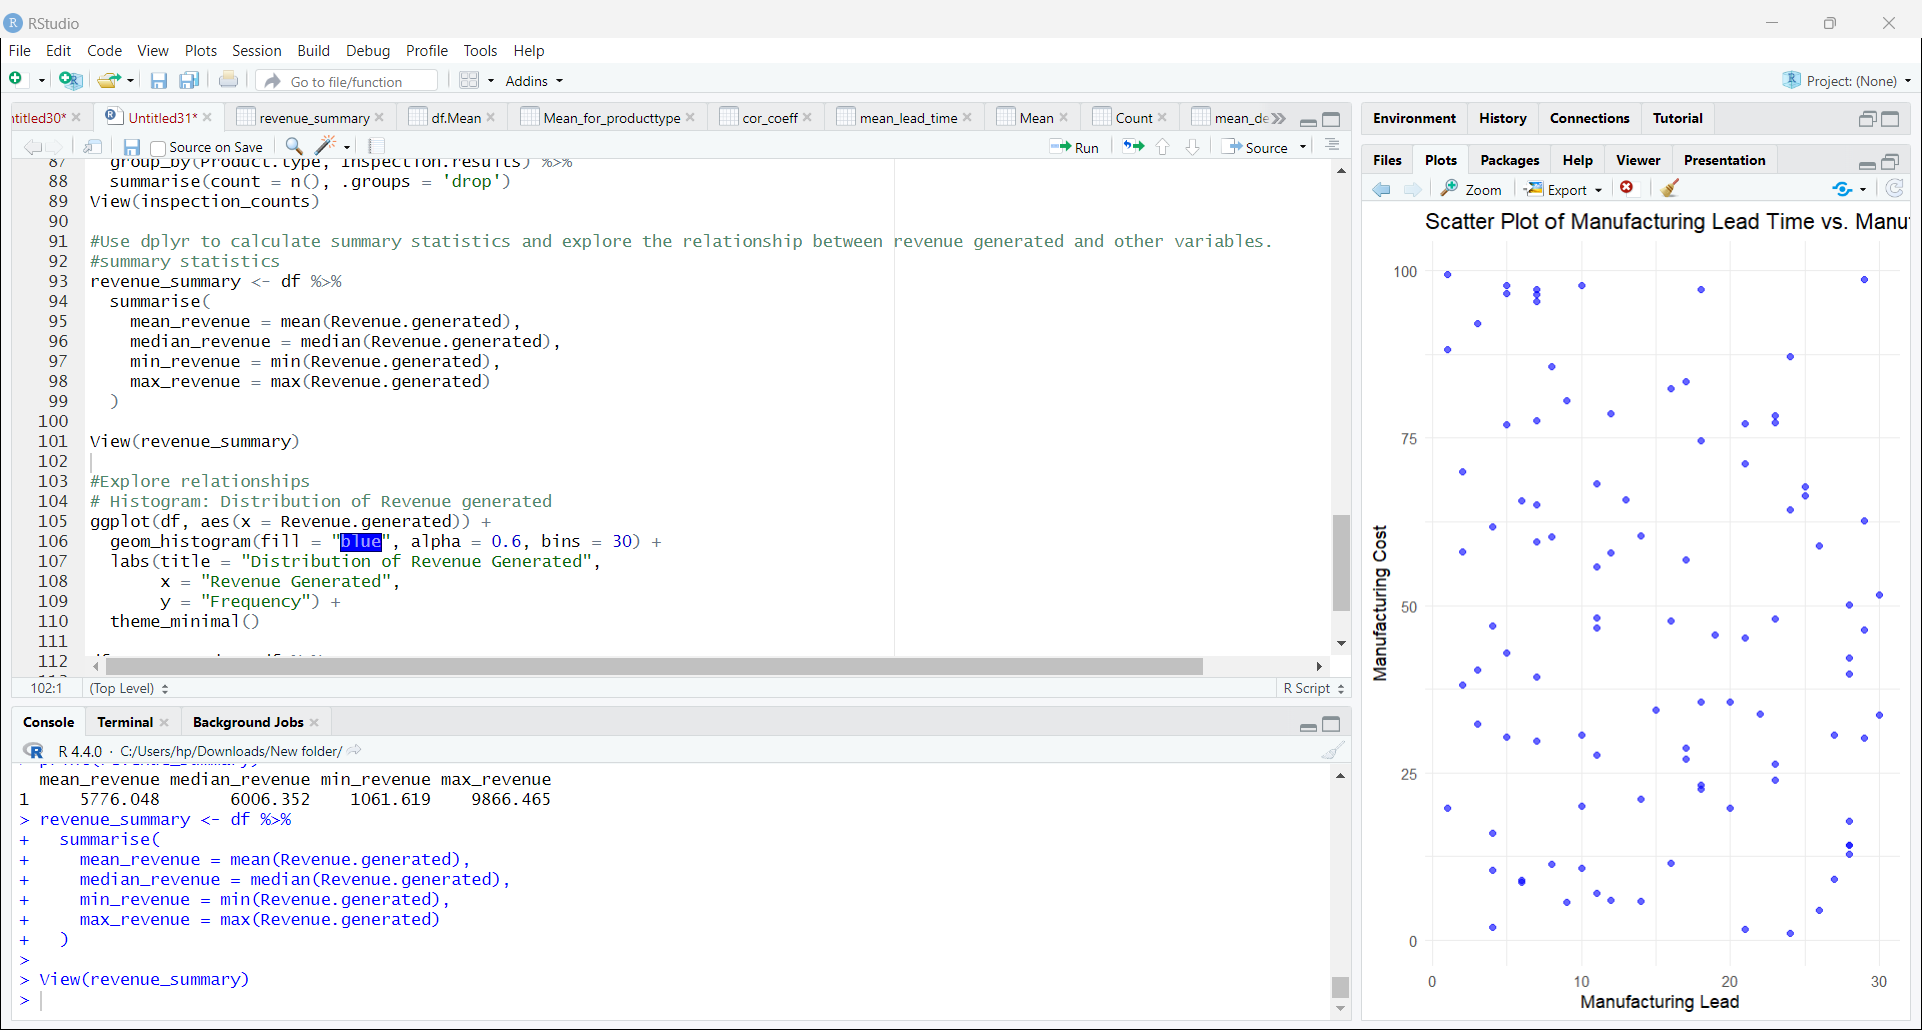 RStudio
File Edit Code View Plots Session Build Debug Profile Tools Help
Go to file/function Addins Project: (None)
ntitled30* Untitled31* revenue_summary df.Mean Mean_for_producttype cor_coeff mean_lead_time Mean Count mean_de
Source on Save Run Source
87 group_by(Product.type, Inspection.results) %>%
88 summarise(count = n(), .groups = 'drop')
89 View(inspection_counts)
90
91 #Use dplyr to calculate summary statistics and explore the relationship between revenue generated and other variables.
92 #summary statistics
93 revenue_summary <- df %>%
94 summarise(
95 mean_revenue = mean(Revenue.generated),
96 median_revenue = median(Revenue.generated),
97 min_revenue = min(Revenue.generated),
98 max_revenue = max(Revenue.generated)
99 )
100
101 View(revenue_summary)
102
103 #Explore relationships
104 # Histogram: Distribution of Revenue generated
105 ggplot(df, aes(x = Revenue.generated)) +
106 geom_histogram(fill = "blue", alpha = 0.6, bins = 30) +
107 labs(title = "Distribution of Revenue Generated",
108 x = "Revenue Generated",
109 y = "Frequency") +
110 theme_minimal()
111
112
102:1 (Top Level) R Script
Console Terminal Background Jobs
R 4.4.0 · C:/Users/hp/Downloads/New folder/
mean_revenue median_revenue min_revenue max_revenue
1 5776.048 6006.352 1061.619 9866.465
> revenue_summary <- df %>%
+ summarise(
+ mean_revenue = mean(Revenue.generated),
+ median_revenue = median(Revenue.generated),
+ min_revenue = min(Revenue.generated),
+ max_revenue = max(Revenue.generated)
+ )
>
> View(revenue_summary)
>
Environment History Connections Tutorial
Files Plots Packages Help Viewer Presentation
Zoom Export
Scatter Plot of Manufacturing Lead Time vs. Manu
100
75
50
25
0
Manufacturing Cost
0 10 20 30
Manufacturing Lead